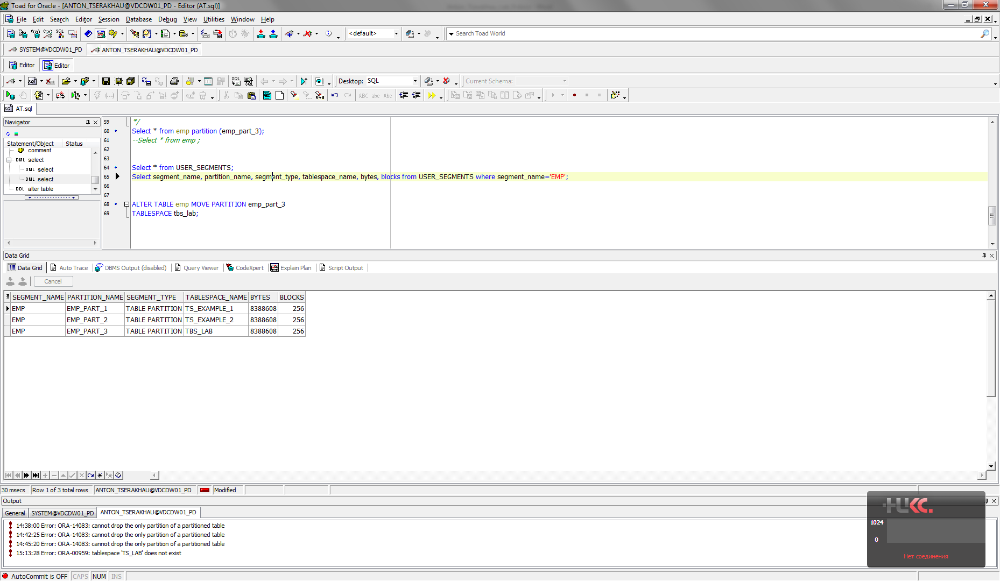 Toad for Oracle - [ANTON_TSERAKHAU@VDCDW01_PD - Editor (AT.sql)]
File Edit Search Editor Session Database Debug View Utilities Window Help
<default> Search Toad World
SYSTEM@VDCDW01_PD ANTON_TSERAKHAU@VDCDW01_PD
Editor Editor
Desktop: SQL Current Schema:
AT.sql
Navigator
Statement/Object Status
comment
DML select
DML select
DML select
DDL alter table
59 */
60 Select * from emp partition (emp_part_3);
61 --Select * from emp ;
62
63
64 Select * from USER_SEGMENTS;
65 Select segment_name, partition_name, segment_type, tablespace_name, bytes, blocks from USER_SEGMENTS where segment_name='EMP';
66
67
68 ALTER TABLE emp MOVE PARTITION emp_part_3
69 TABLESPACE tbs_lab;
Data Grid
Data Grid Auto Trace DBMS Output (disabled) Query Viewer CodeXpert Explain Plan Script Output
Cancel
SEGMENT_NAME PARTITION_NAME SEGMENT_TYPE TABLESPACE_NAME BYTES BLOCKS
EMP EMP_PART_1 TABLE PARTITION TS_EXAMPLE_1 8388608 256
EMP EMP_PART_2 TABLE PARTITION TS_EXAMPLE_2 8388608 256
EMP EMP_PART_3 TABLE PARTITION TBS_LAB 8388608 256
30 msecs Row 1 of 3 total rows ANTON_TSERAKHAU@VDCDW01_PD Modified
Output
General SYSTEM@VDCDW01_PD ANTON_TSERAKHAU@VDCDW01_PD
14:38:00 Error: ORA-14083: cannot drop the only partition of a partitioned table
14:42:25 Error: ORA-14083: cannot drop the only partition of a partitioned table
14:45:20 Error: ORA-14083: cannot drop the only partition of a partitioned table
15:13:28 Error: ORA-00959: tablespace 'TS_LAB' does not exist
1024
0
Нет соединения
AutoCommit is OFF CAPS NUM INS